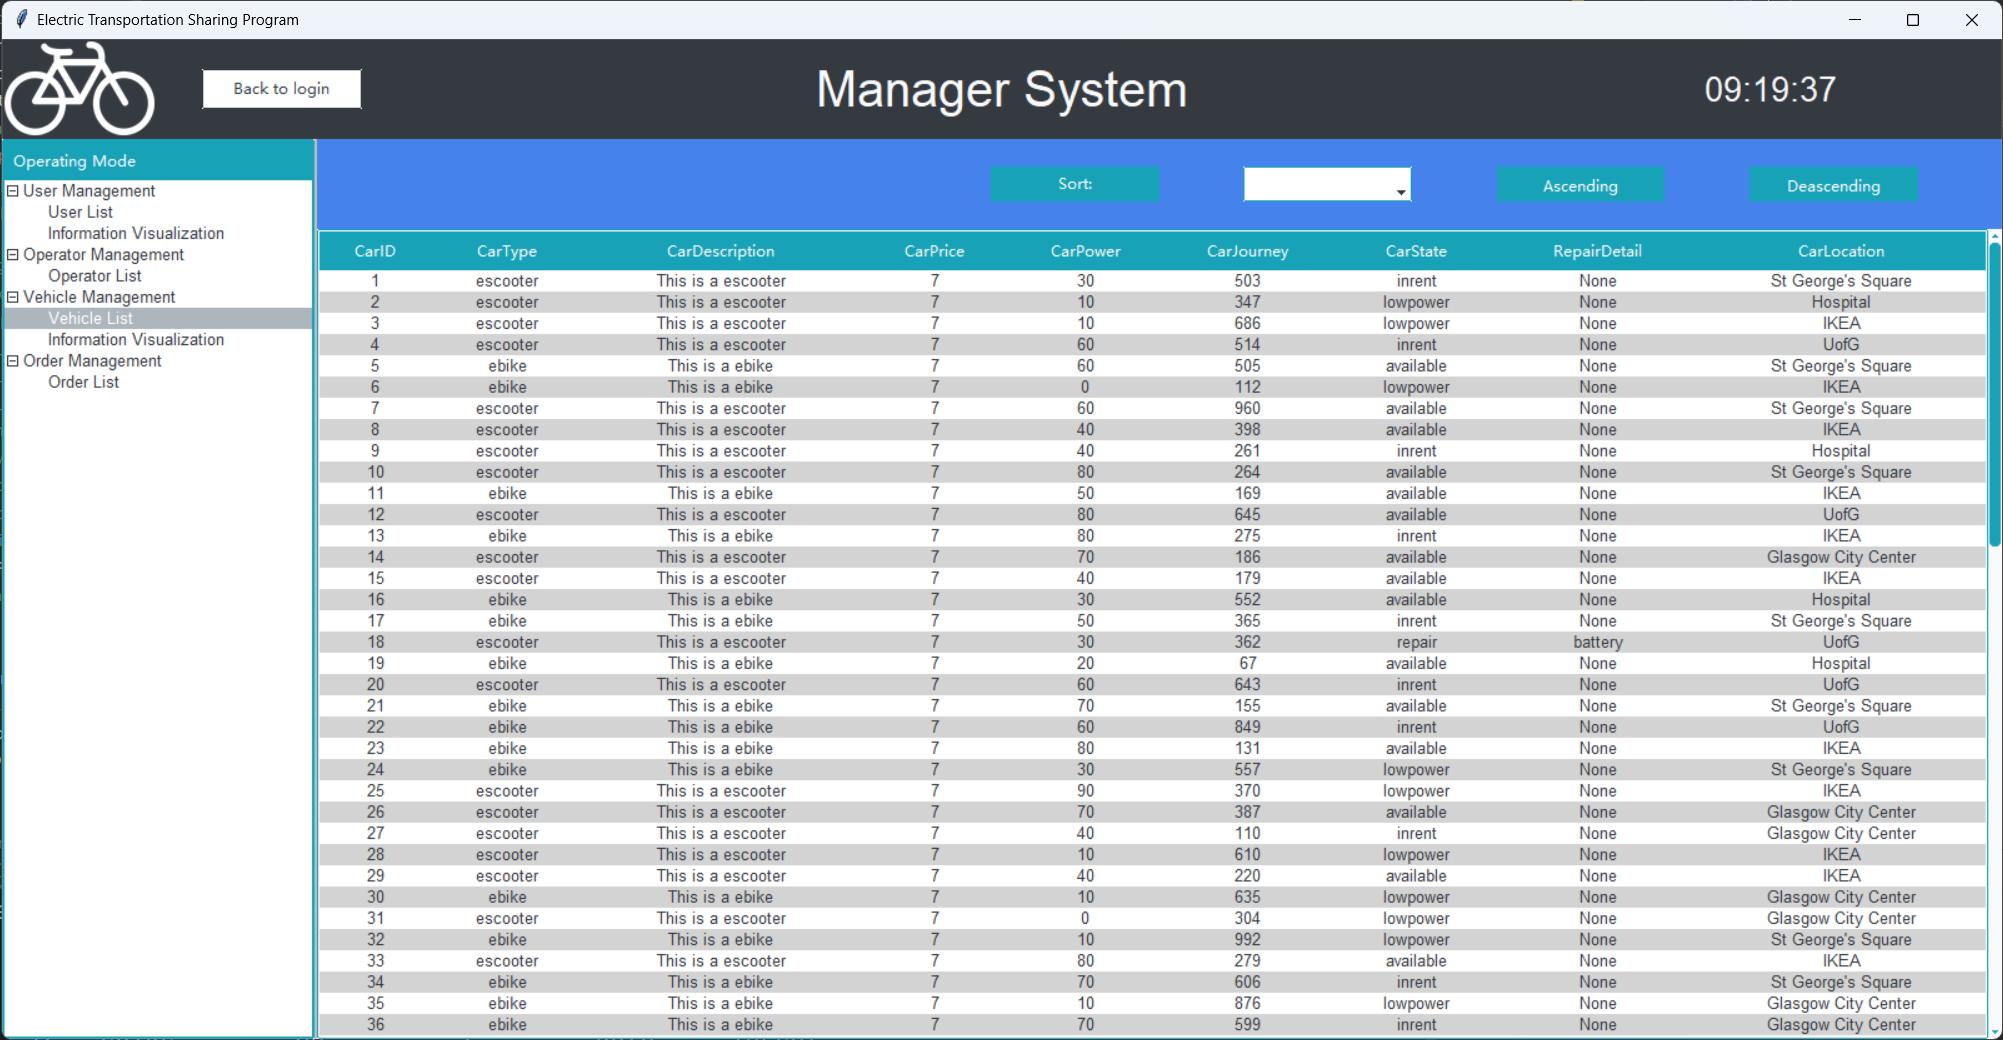 Electric Transportation Sharing Program
Back to login
Manager System
09:19:37
Operating Mode
User Management
User List
Information Visualization
Operator Management
Operator List
Vehicle Management
Vehicle List
Information Visualization
Order Management
Order List
Sort:
Ascending
Deascending
CarID CarType CarDescription CarPrice CarPower CarJourney CarState RepairDetail CarLocation
1 escooter This is a escooter 7 30 503 inrent None St George's Square
2 escooter This is a escooter 7 10 347 lowpower None Hospital
3 escooter This is a escooter 7 10 686 lowpower None IKEA
4 escooter This is a escooter 7 60 514 inrent None UofG
5 ebike This is a ebike 7 60 505 available None St George's Square
6 ebike This is a ebike 7 0 112 lowpower None IKEA
7 escooter This is a escooter 7 60 960 available None St George's Square
8 escooter This is a escooter 7 40 398 available None IKEA
9 escooter This is a escooter 7 40 261 inrent None Hospital
10 escooter This is a escooter 7 80 264 available None St George's Square
11 ebike This is a ebike 7 50 169 available None IKEA
12 escooter This is a escooter 7 80 645 available None UofG
13 ebike This is a ebike 7 80 275 inrent None IKEA
14 escooter This is a escooter 7 70 186 available None Glasgow City Center
15 escooter This is a escooter 7 40 179 available None IKEA
16 ebike This is a ebike 7 30 552 available None Hospital
17 ebike This is a ebike 7 50 365 inrent None St George's Square
18 escooter This is a escooter 7 30 362 repair battery UofG
19 ebike This is a ebike 7 20 67 available None Hospital
20 escooter This is a escooter 7 60 643 inrent None UofG
21 ebike This is a ebike 7 70 155 available None St George's Square
22 ebike This is a ebike 7 60 849 inrent None UofG
23 ebike This is a ebike 7 80 131 available None IKEA
24 ebike This is a ebike 7 30 557 lowpower None St George's Square
25 escooter This is a escooter 7 90 370 lowpower None IKEA
26 escooter This is a escooter 7 70 387 available None Glasgow City Center
27 escooter This is a escooter 7 40 110 inrent None Glasgow City Center
28 escooter This is a escooter 7 10 610 lowpower None IKEA
29 escooter This is a escooter 7 40 220 available None IKEA
30 ebike This is a ebike 7 10 635 lowpower None Glasgow City Center
31 escooter This is a escooter 7 0 304 lowpower None Glasgow City Center
32 ebike This is a ebike 7 10 992 lowpower None St George's Square
33 escooter This is a escooter 7 80 279 available None IKEA
34 ebike This is a ebike 7 70 606 inrent None St George's Square
35 ebike This is a ebike 7 10 876 lowpower None Glasgow City Center
36 ebike This is a ebike 7 70 599 inrent None Glasgow City Center